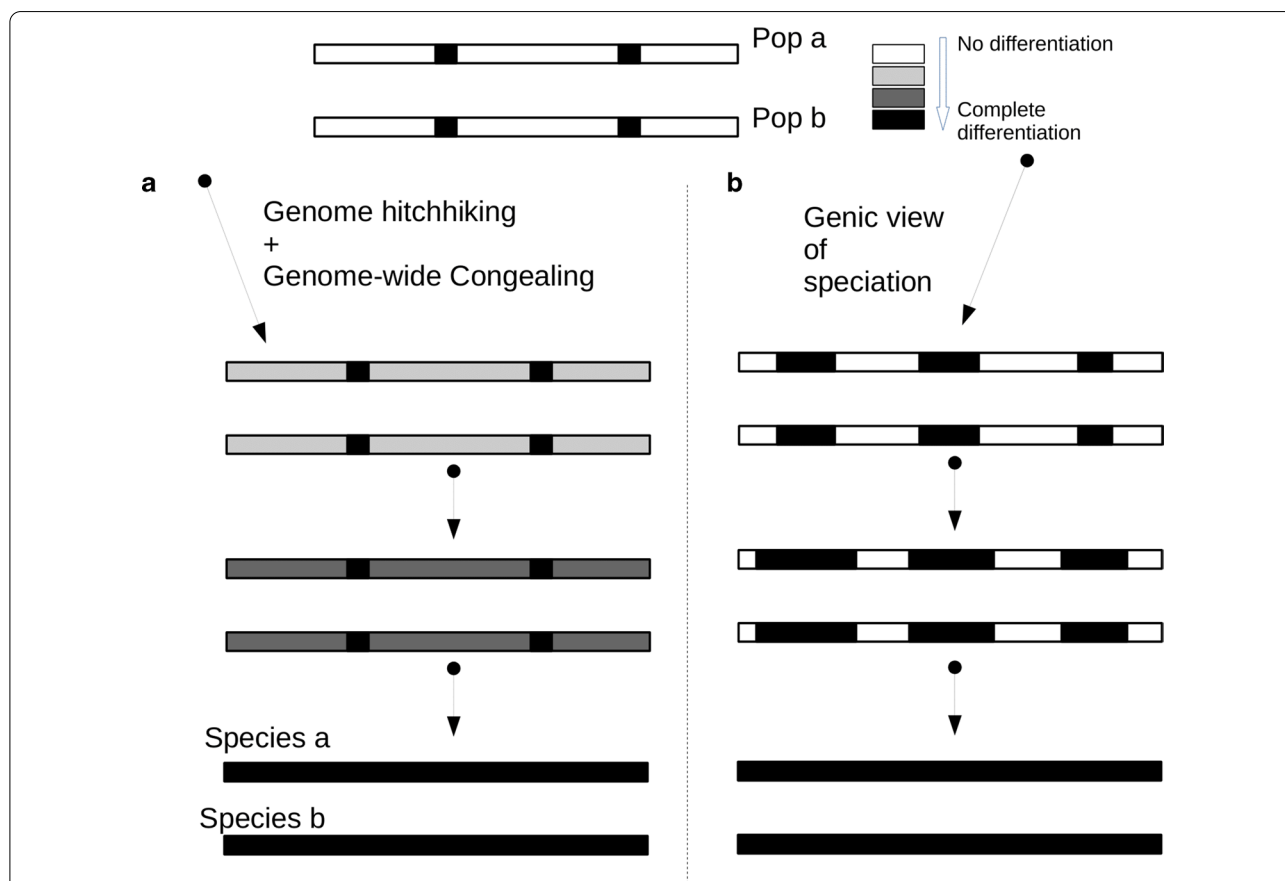 Pop a
Pop b
No differentiation
Complete
differentiation
a
Genome hitchhiking
+
Genome-wide Congealing
b
Genic view
of
speciation
Species a
Species b